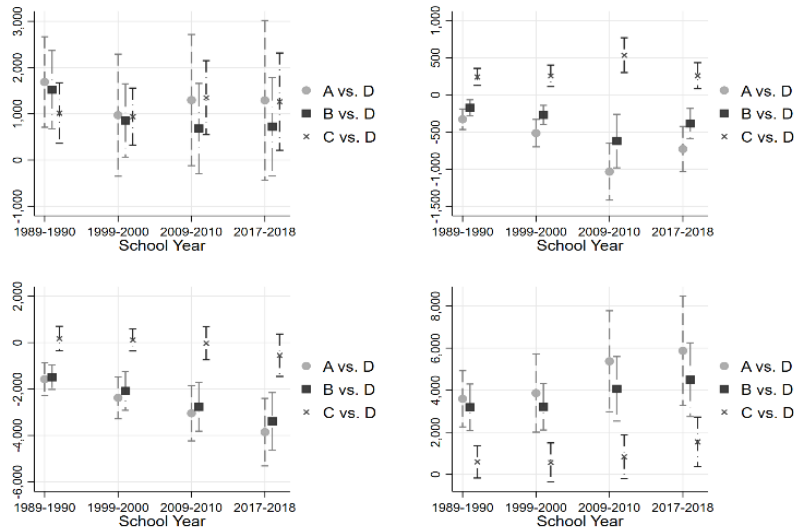 3,000
2,000
1,000
0
-1,000
1989-1990 1999-2000 2009-2010 2017-2018
School Year
A vs. D
B vs. D
C vs. D
1,000
500
0
-500
-1,000
-1,500
1989-1990 1999-2000 2009-2010 2017-2018
School Year
A vs. D
B vs. D
C vs. D
2,000
0
-2,000
-4,000
-6,000
1989-1990 1999-2000 2009-2010 2017-2018
School Year
A vs. D
B vs. D
C vs. D
8,000
6,000
4,000
2,000
0
1989-1990 1999-2000 2009-2010 2017-2018
School Year
A vs. D
B vs. D
C vs. D